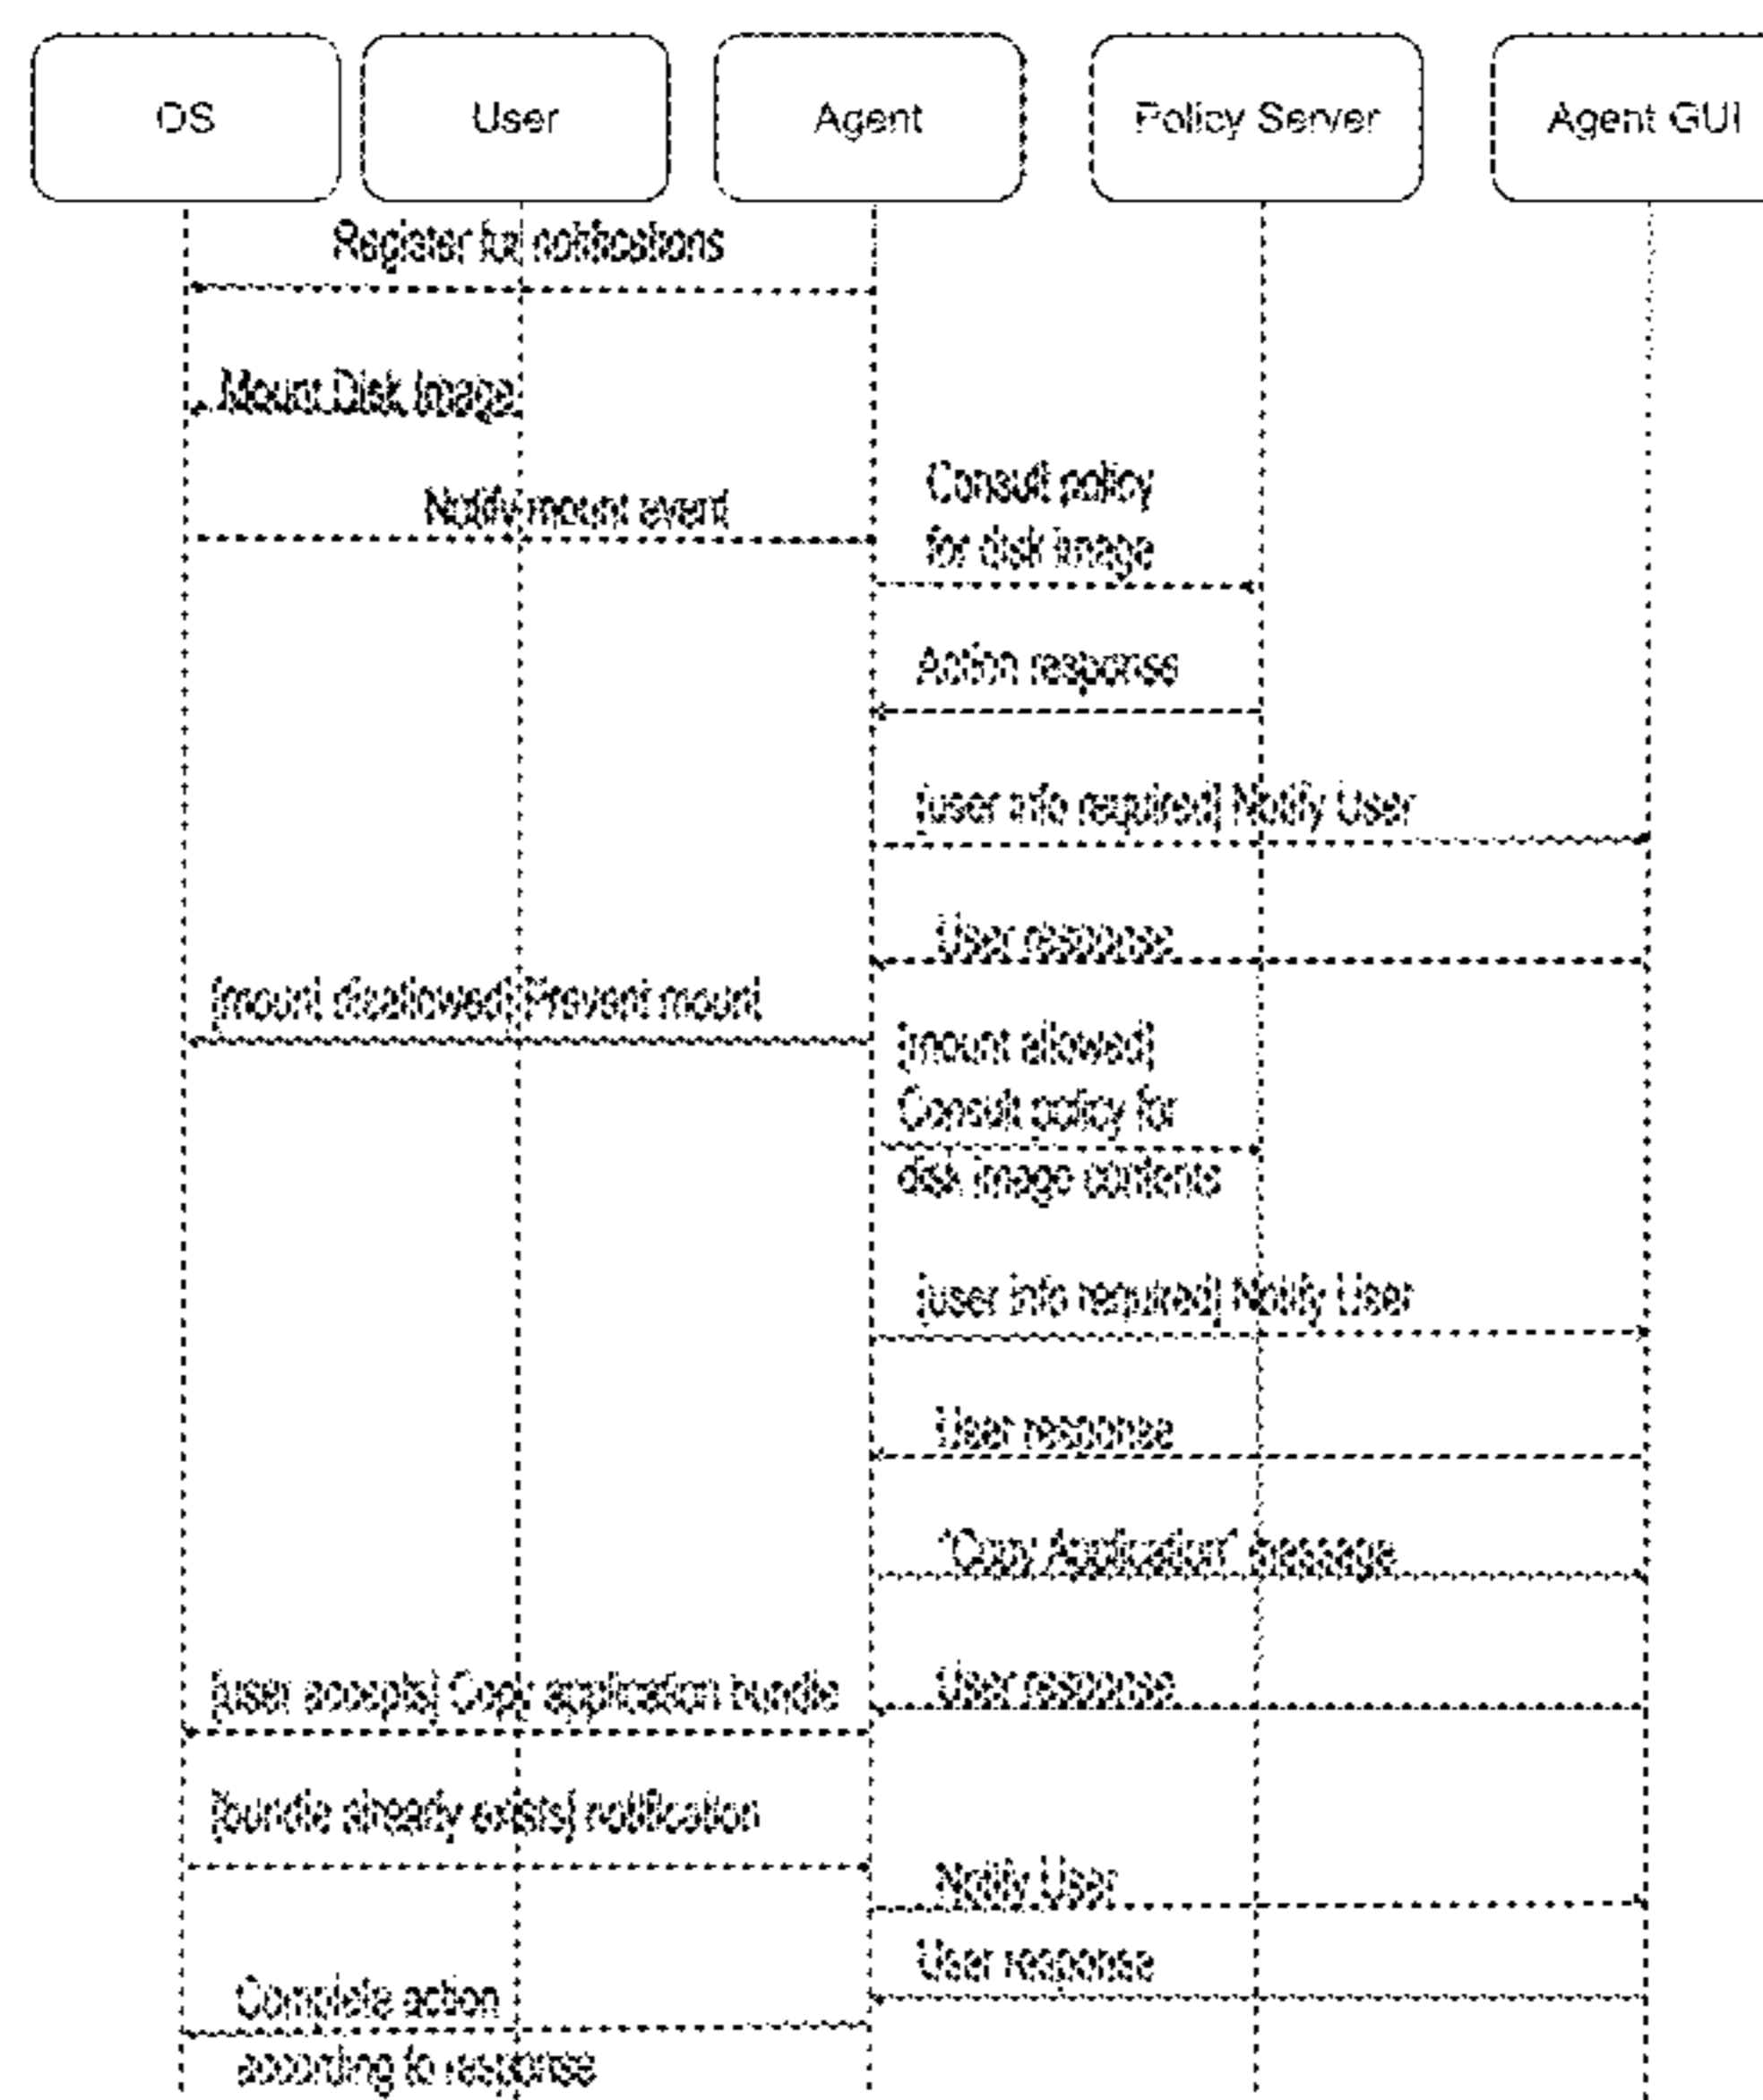 OS
User
Agent
Policy Server
Agent GUI
Register for notifications
Mount Disk Image
Notify mount event
Consult policy
for disk image
Action response
[user info required] Notify User
User response
[mount disallowed] Prevent mount
[mount allowed]
Consult policy for
disk image contents
[user info required] Notify User
User response
"Copy Application" message
User response
[user accepts] Copy application bundle
[bundle already exists] notification
Notify User
User response
Complete action
according to response